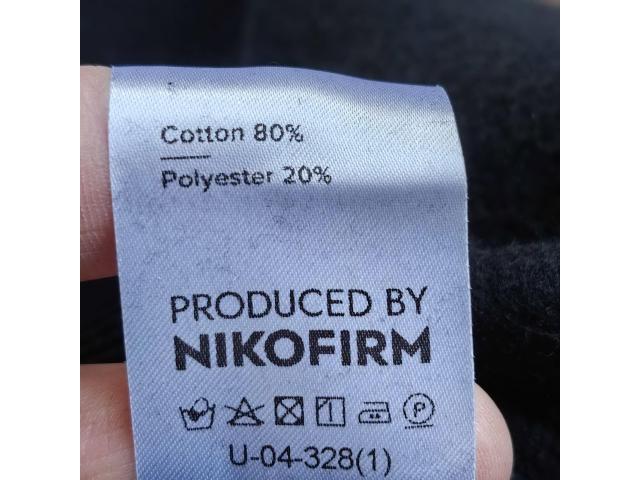 Cotton 80%
Polyester 20%
PRODUCED BY
NIKOFIRM
P
U-04-328(1)